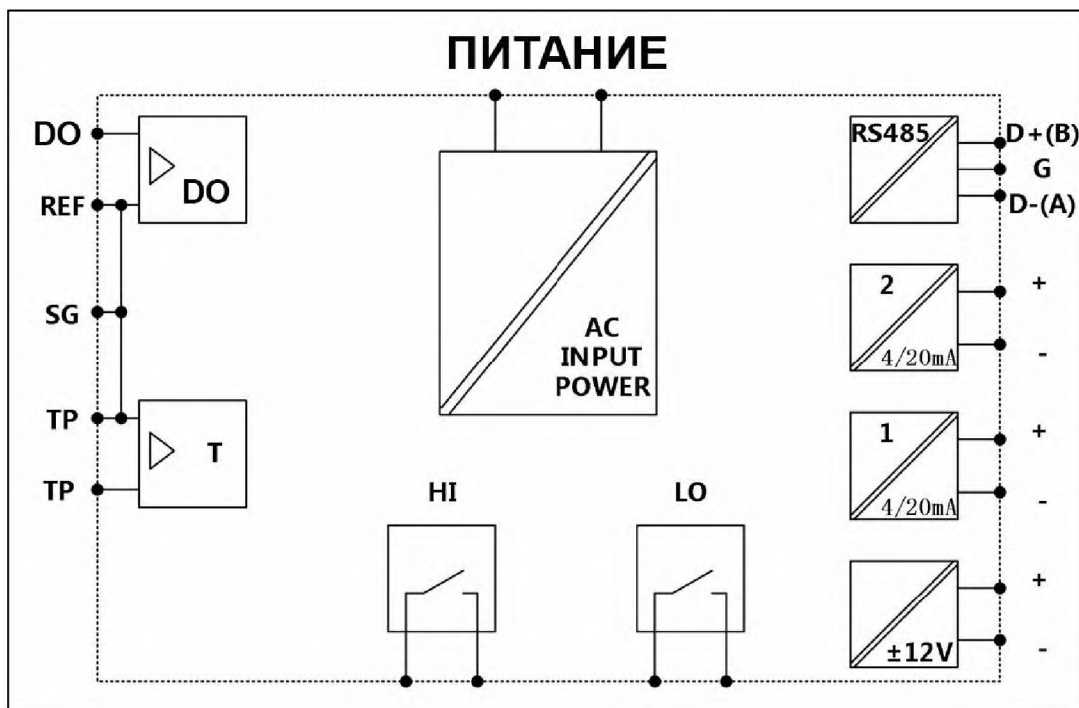 ПИТАНИЕ
DO
DO
REF
SG
TP
T
TP
AC
INPUT
POWER
HI
LO
RS485
D+(B)
G
D-(A)
2
4/20mA
+
-
1
4/20mA
+
-
±12V
+
-